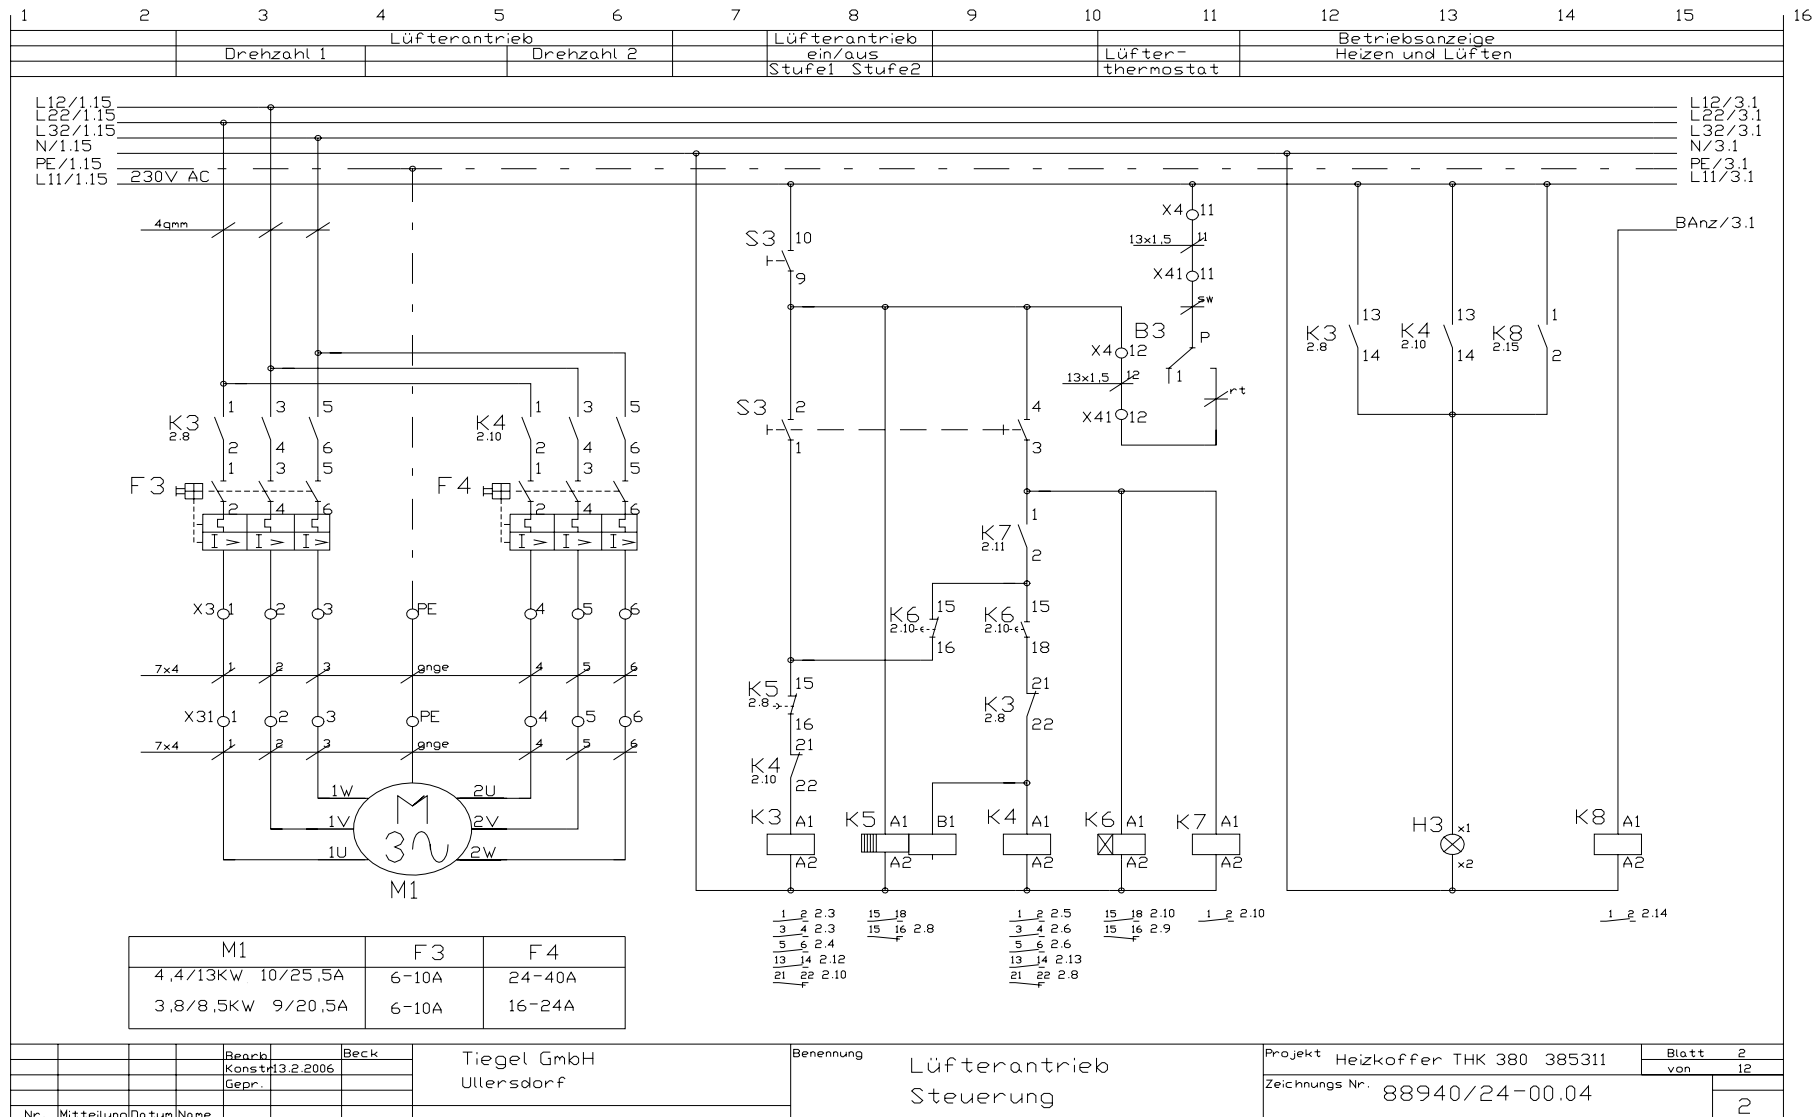 1 2 3 4 5 6 7 8 9 10 11 12 13 14 15 16
Lüfterantrieb Lüfterantrieb Betriebsanzeige
Drehzahl 1 Drehzahl 2 ein/aus Lüfter- Heizen und Lüften
Stufe1 Stufe2 thermostat
L12/1.15 L12/3.1
L22/1.15 L22/3.1
L32/1.15 L32/3.1
N/1.15 N/3.1
PE/1.15 PE/3.1
L11/1.15 230V AC L11/3.1
X4 11
4qmm BAnz/3.1
S3 10 13x1,5 11
9 X41 11
sw
K3 13 K4 13 K8 1
2.8 2.10 2.15
14 14 2
B3 P
X4 12
13x1,5 12 1
rt
X41 12
1 3 5 1 3 5
K3 K4
2.8 2.10
2 4 6 2 4 6
S3 2 4
1 3
1 3 5 1 3 5
F3 F4
2 4 6 2 4 6
I > I > I > I > I > I >
1
K7
2.11
2
X3 1 2 3 PE 4 5 6
K6 15 K6 15
2.10 2.10
16 18
7x4 1 2 3 gnge 4 5 6
K5 15 21
2.8 K3
16 2.8 22
X31 1 2 3 PE 4 5 6
7x4 1 2 3 gnge 4 5 6
21
K4
2.10 22
1W M 2U
1V 3 2V
1U 2W
M1
K3 A1 K5 A1 B1 K4 A1 K6 A1 K7 A1 H3 x1 K8 A1
A2 A2 A2 A2 A2 x2 A2
1 2 2.3 15 18 1 2 2.5 15 18 2.10 1 2 2.10 1 2 2.14
3 4 2.3 15 16 2.8 3 4 2.6 15 16 2.9
5 6 2.4 5 6 2.6
13 14 2.12 13 14 2.13
21 22 2.10 21 22 2.8
M1 F3 F4
4,4/13KW 10/25,5A 6-10A 24-40A
3,8/8,5KW 9/20,5A 6-10A 16-24A
Bearb. Beck
Konstr 13.2.2006
Gepr.
Nr. Mitteilung Datum Name
Tiegel GmbH
Ullersdorf
Benennung
Lüfterantrieb
Steuerung
Projekt Heizkoffer THK 380 385311
Blatt 2
von 12
Zeichnungs Nr. 88940/24-00.04
2